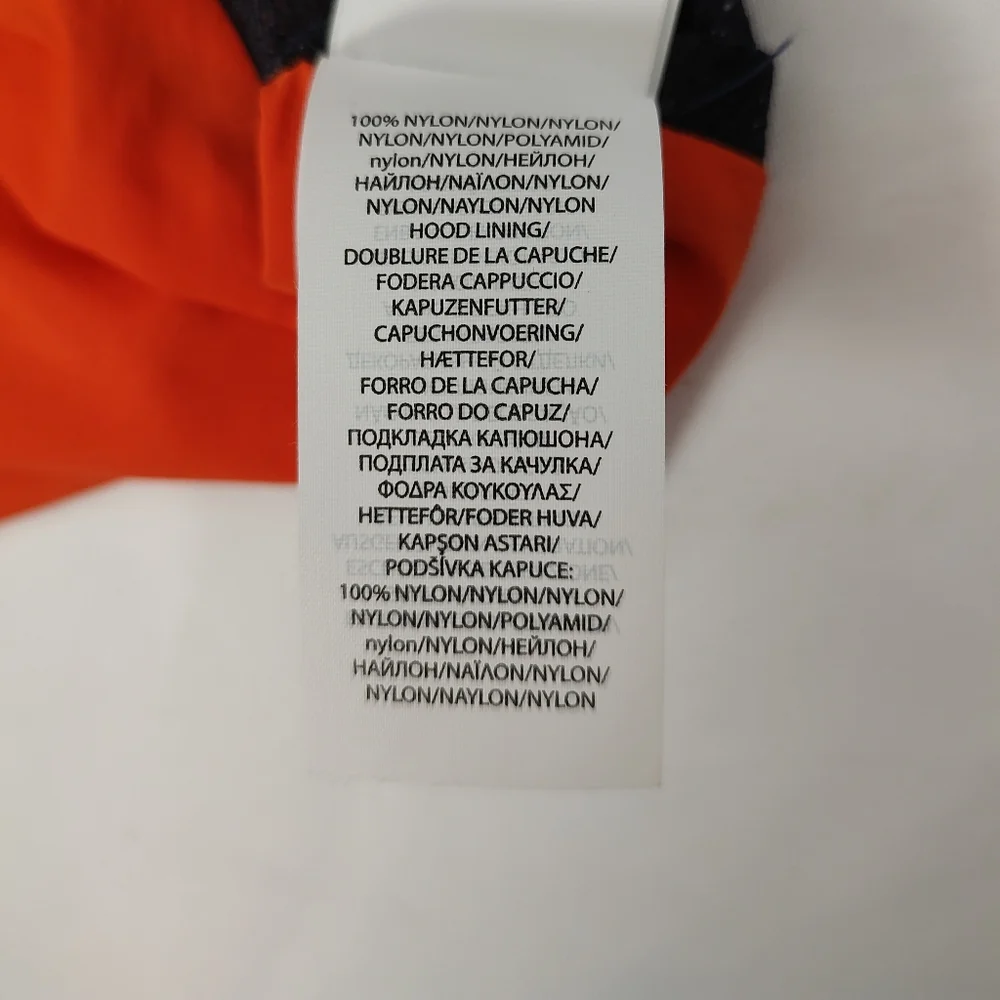 100% NYLON/NYLON/NYLON/
NYLON/NYLON/POLYAMID/
nylon/NYLON/НЕЙЛОН/
НАЙЛОН/ΝΑΪΛΟΝ/NYLON/
NYLON/NAYLON/NYLON
HOOD LINING/
DOUBLURE DE LA CAPUCHE/
FODERA CAPPUCCIO/
KAPUZENFUTTER/
CAPUCHONVOERING/
HÆTTEFOR/
FORRO DE LA CAPUCHA/
FORRO DO CAPUZ/
ПОДКЛАДКА КАПЮШОНА/
ПОДПЛАТА ЗА КАЧУЛКА/
ΦΟΔΡΑ ΚΟΥΚΟΥΛΑΣ/
HETTEFÔR/FODER HUVA/
KAPŞON ASTARI/
PODŠÍVKA KAPUCE:
100% NYLON/NYLON/NYLON/
NYLON/NYLON/POLYAMID/
nylon/NYLON/НЕЙЛОН/
НАЙЛОН/ΝΑΪΛΟΝ/NYLON/
NYLON/NAYLON/NYLON